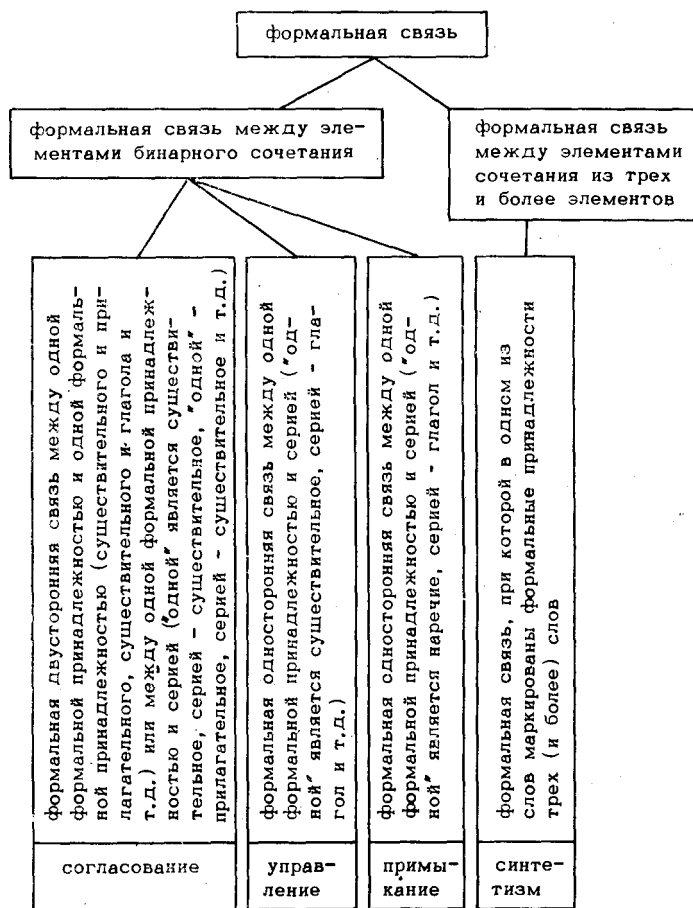 формальная связь
формальная связь между эле-
ментами бинарного сочетания
формальная связь
между элементами
сочетания из трех
и более элементов
формальная двусторонняя связь между одной
формальной принадлежностью и одной формаль-
ной принадлежностью (существительного и при-
лагательного, существительного и глагола и
т.д.) или между одной формальной принадлеж-
ностью и серией ("одной" является существи-
тельное, серией - существительное, "одной" -
прилагательное, серией - существительное и т.д.)
формальная односторонняя связь между одной
формальной принадлежностью и серией ("од-
ной" является существительное, серией - гла-
гол и т.д.)
формальная односторонняя связь между одной
формальной принадлежностью и серией ("од-
ной" является наречие, серией - глагол и т.д.)
формальная связь, при которой в одном из
слов маркированы формальные принадлежности
трех (и более) слов
согласование
управ-
ление
примы-
кание
синте-
тизм